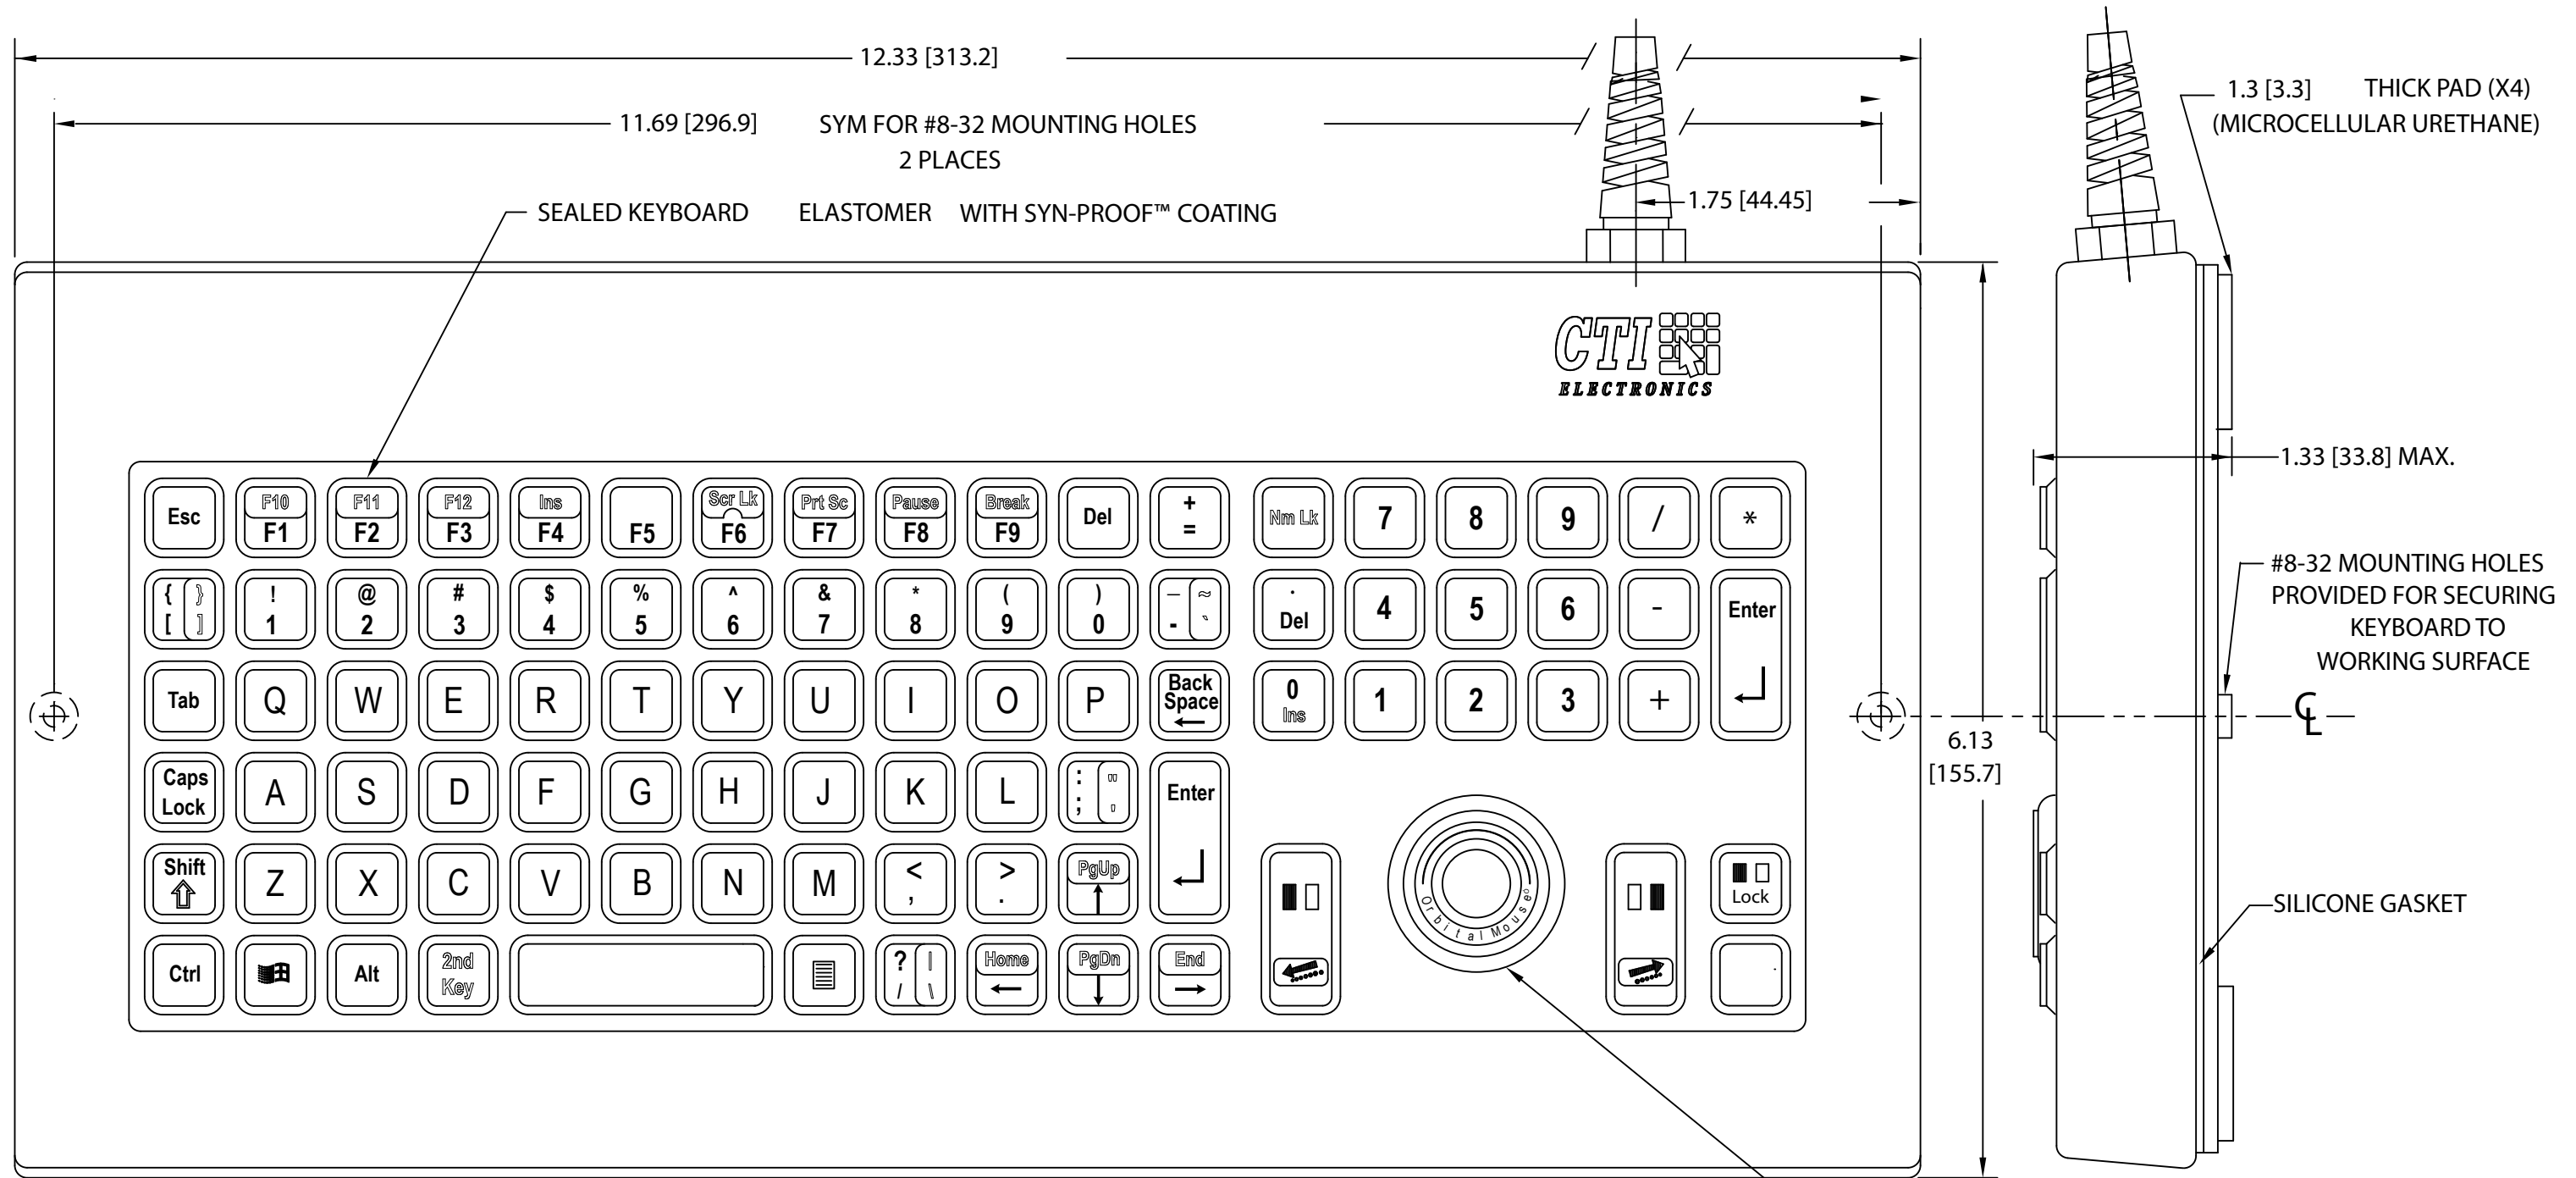 12.33 [313.2]
11.69 [296.9] SYM FOR #8-32 MOUNTING HOLES
2 PLACES
SEALED KEYBOARD ELASTOMER WITH SYN-PROOF™ COATING
1.75 [44.45]
1.3 [3.3] THICK PAD (X4)
(MICROCELLULAR URETHANE)
CTI
ELECTRONICS
1.33 [33.8] MAX.
#8-32 MOUNTING HOLES
PROVIDED FOR SECURING
KEYBOARD TO
WORKING SURFACE
℄
6.13
[155.7]
SILICONE GASKET
Esc F10 F1 F11 F2 F12 F3 Ins F4 F5 Scr Lk F6 Prt Sc F7 Pause F8 Break F9 Del + = Nm Lk 7 8 9 / *
{ } [ ] ! 1 @ 2 # 3 $ 4 % 5 ^ 6 & 7 * 8 ( 9 ) 0 — ≈ - ` . Del 4 5 6 - Enter
Tab Q W E R T Y U I O P Back Space 0 Ins 1 2 3 +
Caps Lock A S D F G H J K L : " ; ' Enter
Shift Z X C V B N M < , > . PgUp Lock
Orbital Mouse
Ctrl Alt 2nd Key ? | / \ Home PgDn End